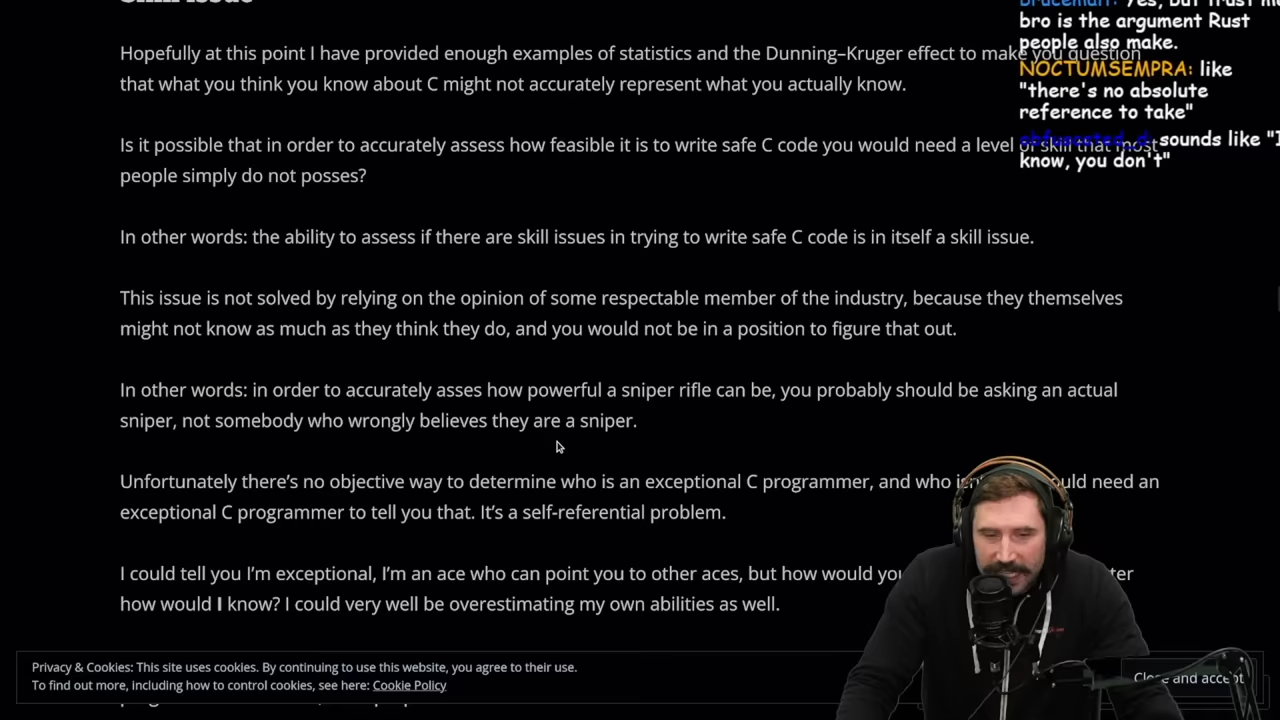 Skill Issue
Hopefully at this point I have provided enough examples of statistics and the Dunning–Kruger effect to make you question
that what you think you know about C might not accurately represent what you actually know.
Is it possible that in order to accurately assess how feasible it is to write safe C code you would need a level of skill that most
people simply do not posses?
In other words: the ability to assess if there are skill issues in trying to write safe C code is in itself a skill issue.
This issue is not solved by relying on the opinion of some respectable member of the industry, because they themselves
might not know as much as they think they do, and you would not be in a position to figure that out.
In other words: in order to accurately asses how powerful a sniper rifle can be, you probably should be asking an actual
sniper, not somebody who wrongly believes they are a sniper.
Unfortunately there's no objective way to determine who is an exceptional C programmer, and who ould need an
exceptional C programmer to tell you that. It's a self-referential problem.
I could tell you I'm exceptional, I'm an ace who can point you to other aces, but how would you ter
how would I know? I could very well be overestimating my own abilities as well.
Privacy & Cookies: This site uses cookies. By continuing to use this website, you agree to their use.
To find out more, including how to control cookies, see here: Cookie Policy
Close and accept
Yes, but trust me
bro is the argument Rust
people also make.
NOCTUMSEMPRA: like
"there's no absolute
reference to take"
obfuscated_d: sounds like "I
know, you don't"